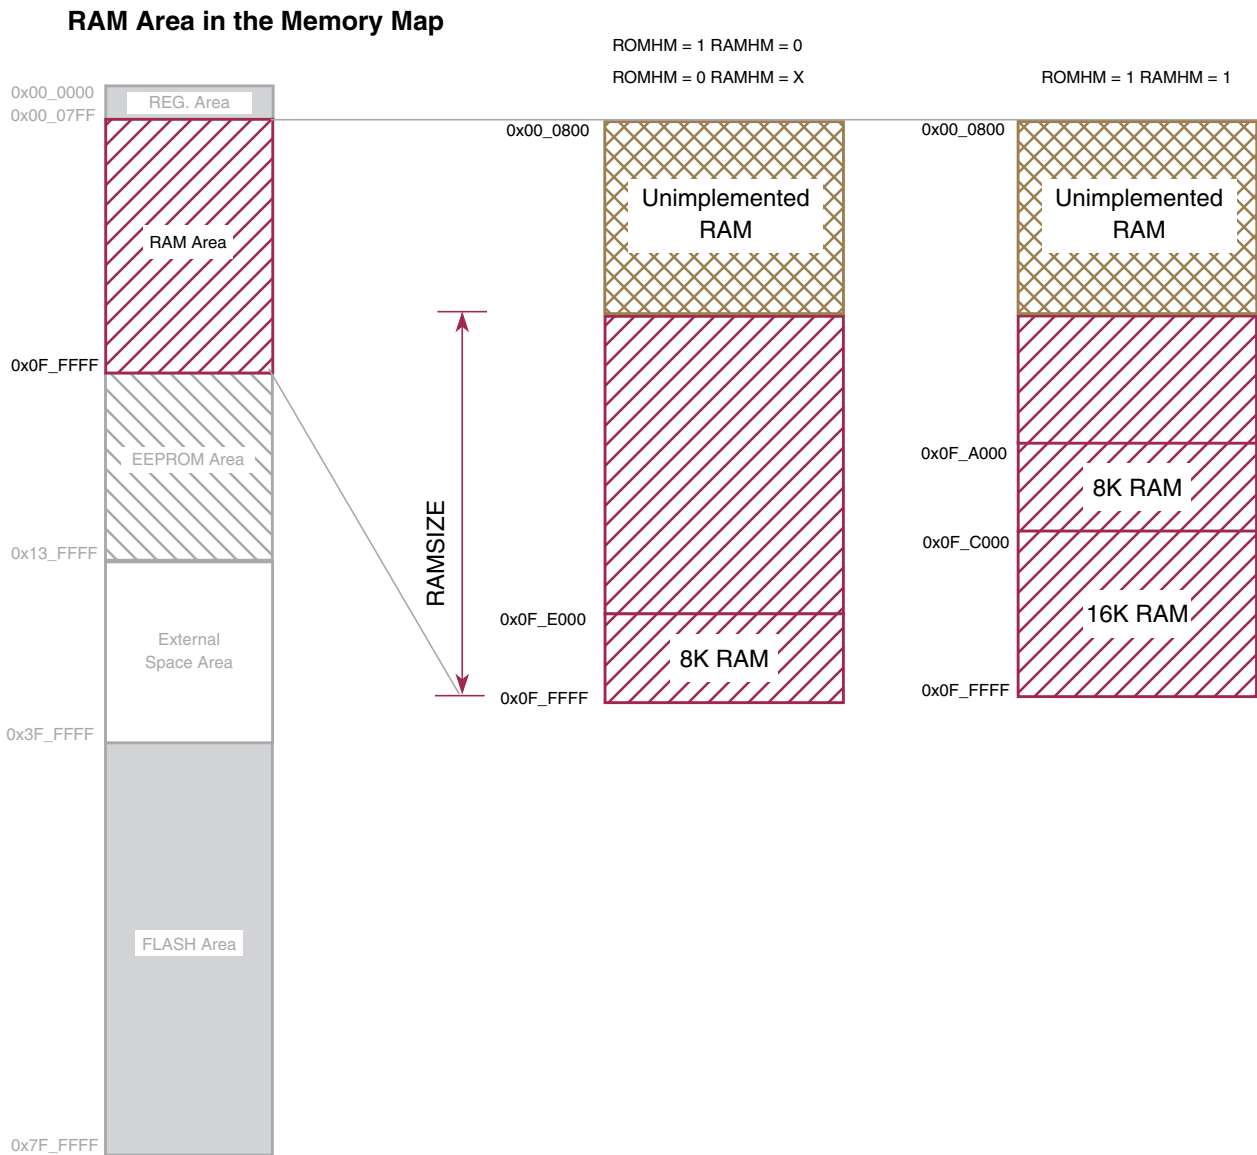 RAM Area in the Memory Map
ROMHM = 1 RAMHM = 0
ROMHM = 0 RAMHM = X
ROMHM = 1 RAMHM = 1
0x00_0000
0x00_07FF
REG. Area
RAM Area
0x0F_FFFF
EEPROM Area
0x13_FFFF
External
Space Area
0x3F_FFFF
FLASH Area
0x7F_FFFF
RAMSIZE
0x00_0800
Unimplemented
RAM
0x0F_E000
8K RAM
0x0F_FFFF
0x00_0800
Unimplemented
RAM
0x0F_A000
8K RAM
0x0F_C000
16K RAM
0x0F_FFFF